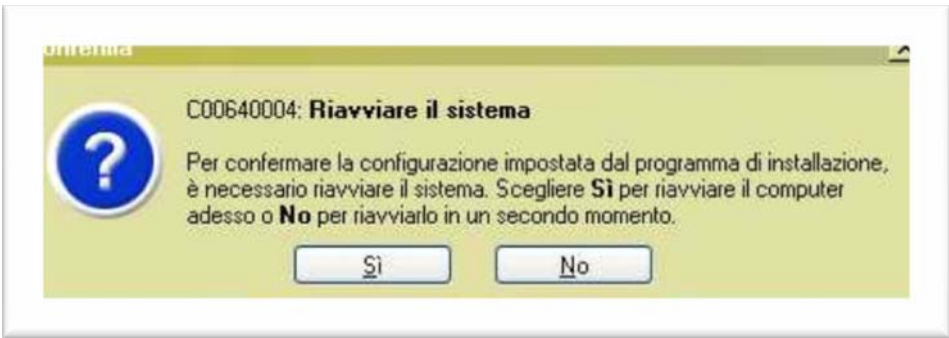 C00640004: Riavviare il sistema
Per confermare la configurazione impostata dal programma di installazione,
è necessario riavviare il sistema. Scegliere Sì per riavviare il computer
adesso o No per riavviarlo in un secondo momento.
Sì
No